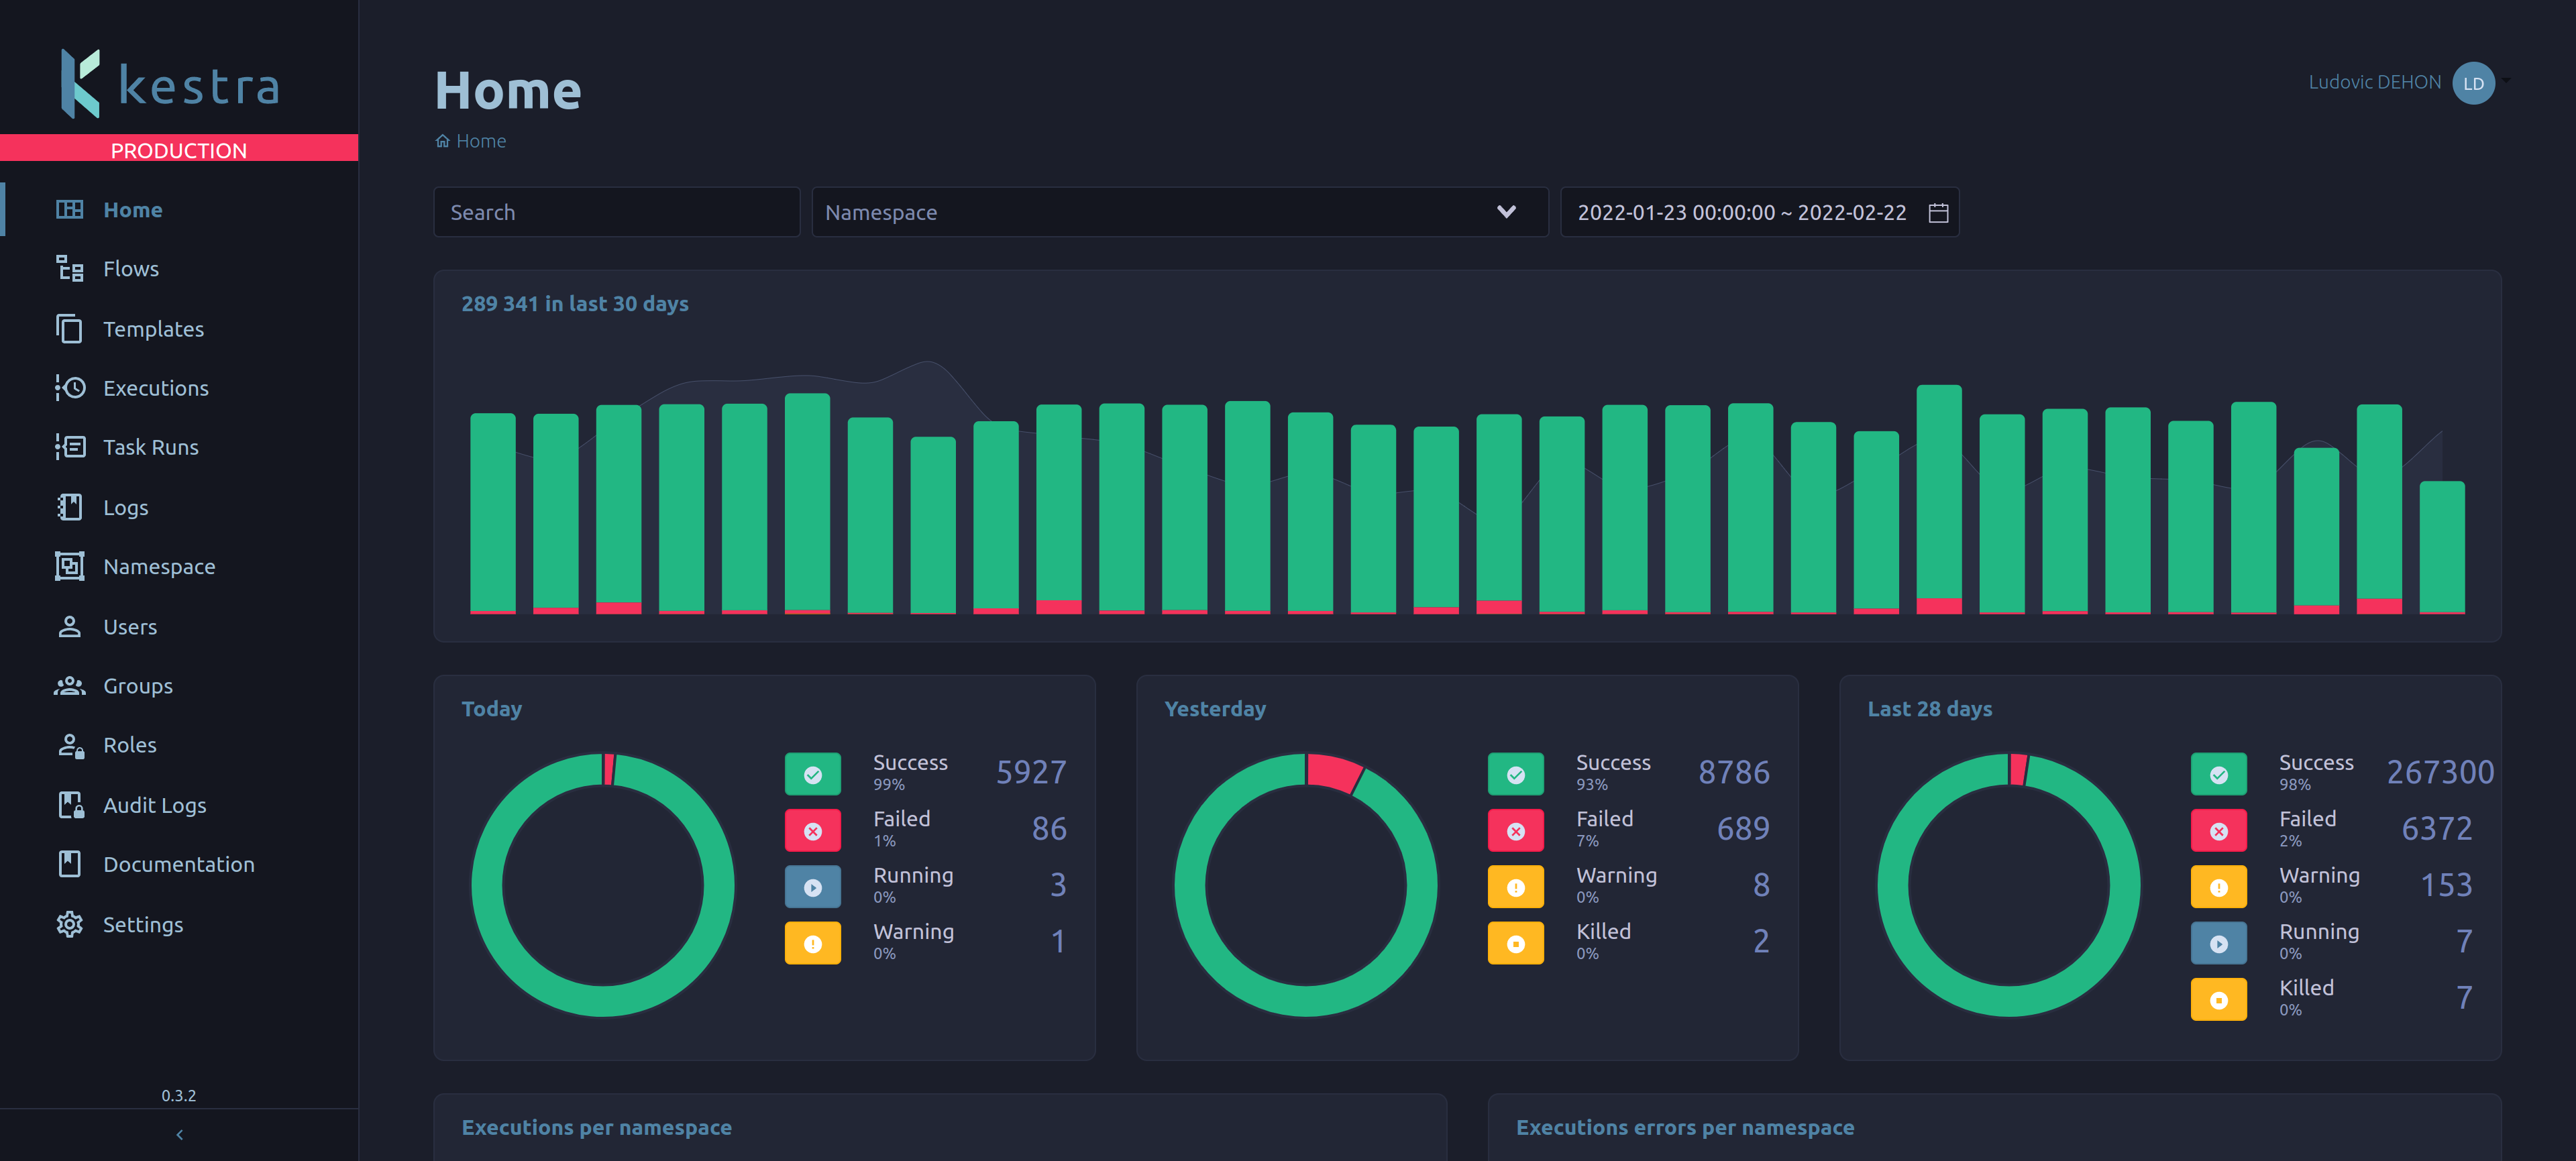 kestra
PRODUCTION
Home
Flows
Templates
Executions
Task Runs
Logs
Namespace
Users
Groups
Roles
Audit Logs
Documentation
Settings
0.3.2
Home
Home
Ludovic DEHON LD
Search
Namespace
2022-01-23 00:00:00 ~ 2022-02-22
289 341 in last 30 days
Today
Success 5927
99%
Failed 86
1%
Running 3
0%
Warning 1
0%
Yesterday
Success 8786
93%
Failed 689
7%
Warning 8
0%
Killed 2
0%
Last 28 days
Success 267300
98%
Failed 6372
2%
Warning 153
0%
Running 7
0%
Killed 7
0%
Executions per namespace
Executions errors per namespace